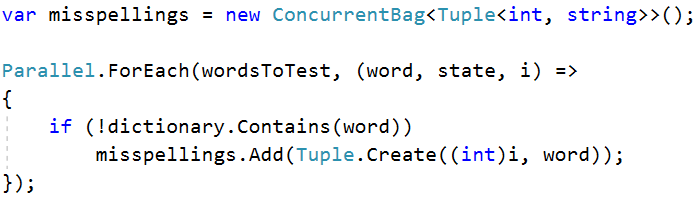 var misspellings = new ConcurrentBag<Tuple<int, string>>();
Parallel.ForEach(wordsToTest, (word, state, i) =>
{
if (!dictionary.Contains(word))
misspellings.Add(Tuple.Create((int)i, word));
});